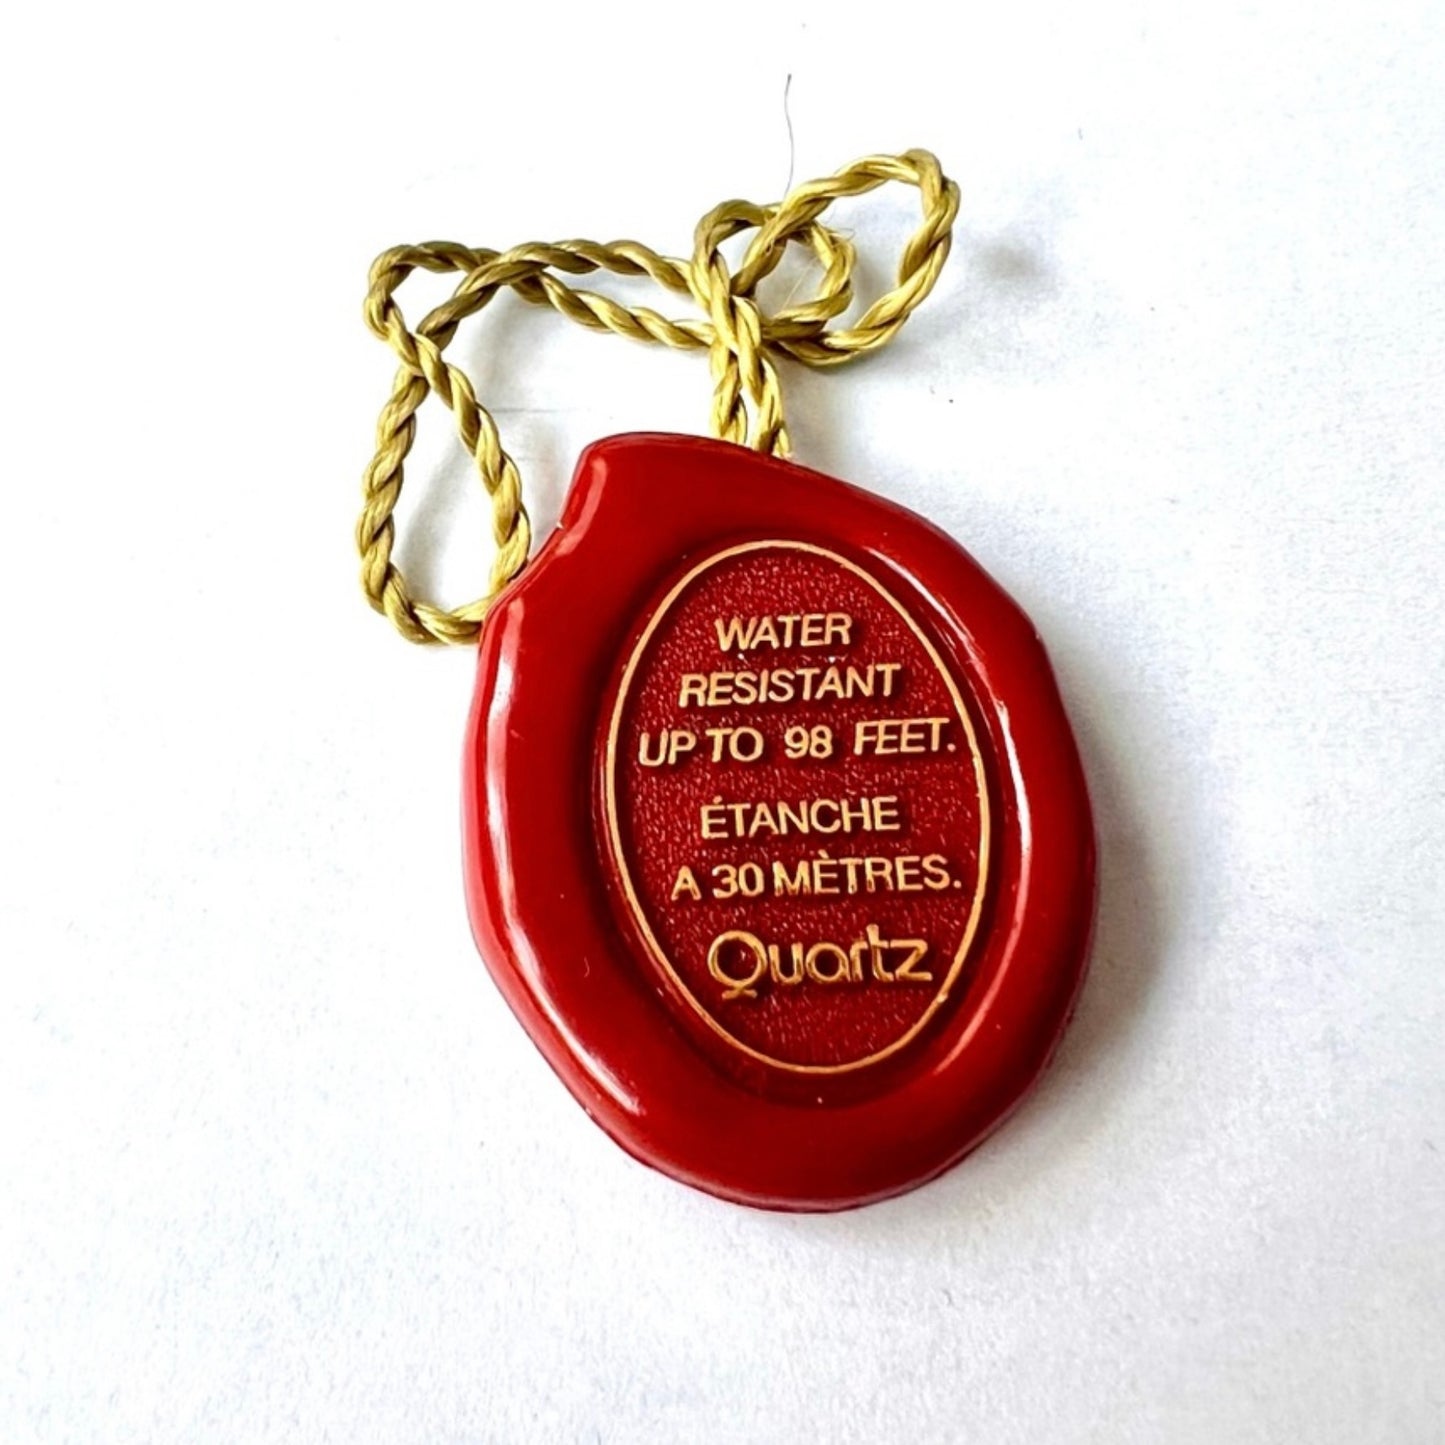 WATER
RESISTANT
UP TO 98 FEET.
ÉTANCHE
A 30 MÈTRES.
Quartz